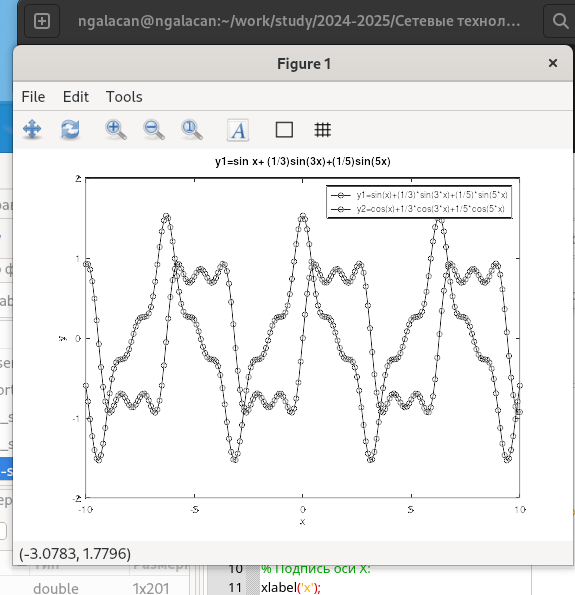 ngalacan@ngalacan:~/work/study/2024-2025/Сетевые технол...
Figure 1
File Edit Tools
A
y1=sin x+ (1/3)sin(3x)+(1/5)sin(5x)
y1=sin(x)+(1/3)*sin(3*x)+(1/5)*sin(5*x)
y2=cos(x)+1/3*cos(3*x)+1/5*cos(5*x)
2
1
0
-1
-2
y
-10 -5 0 5 10
x
(-3.0783, 1.7796)
double 1x201
10 % Подпись оси X:
11 xlabel('x');